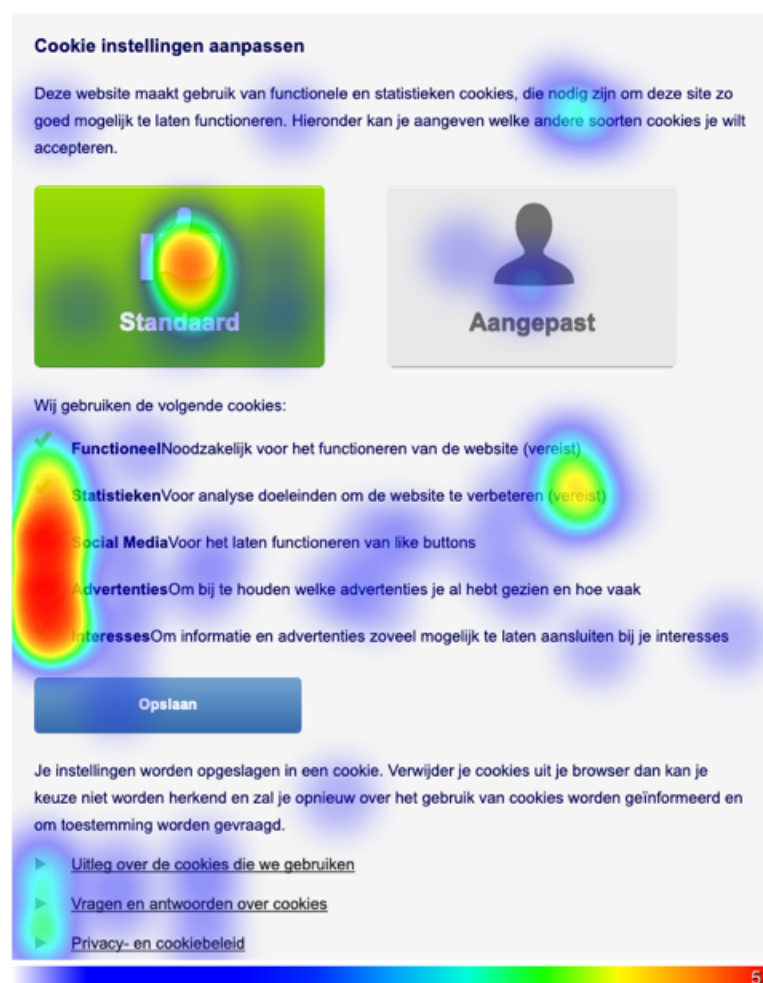 Cookie instellingen aanpassen
Deze website maakt gebruik van functionele en statistieken cookies, die nodig zijn om deze site zo
goed mogelijk te laten functioneren. Hieronder kan je aangeven welke andere soorten cookies je wilt
accepteren.
Standaard
Aangepast
Wij gebruiken de volgende cookies:
FunctioneelNoodzakelijk voor het functioneren van de website (vereist)
StatistiekenVoor analyse doeleinden om de website te verbeteren (vereist)
Social MediaVoor het laten functioneren van like buttons
AdvertentiesOm bij te houden welke advertenties je al hebt gezien en hoe vaak
InteressesOm informatie en advertenties zoveel mogelijk te laten aansluiten bij je interesses
Opslaan
Je instellingen worden opgeslagen in een cookie. Verwijder je cookies uit je browser dan kan je
keuze niet worden herkend en zal je opnieuw over het gebruik van cookies worden geïnformeerd en
om toestemming worden gevraagd.
Uitleg over de cookies die we gebruiken
Vragen en antwoorden over cookies
Privacy- en cookiebeleid
5